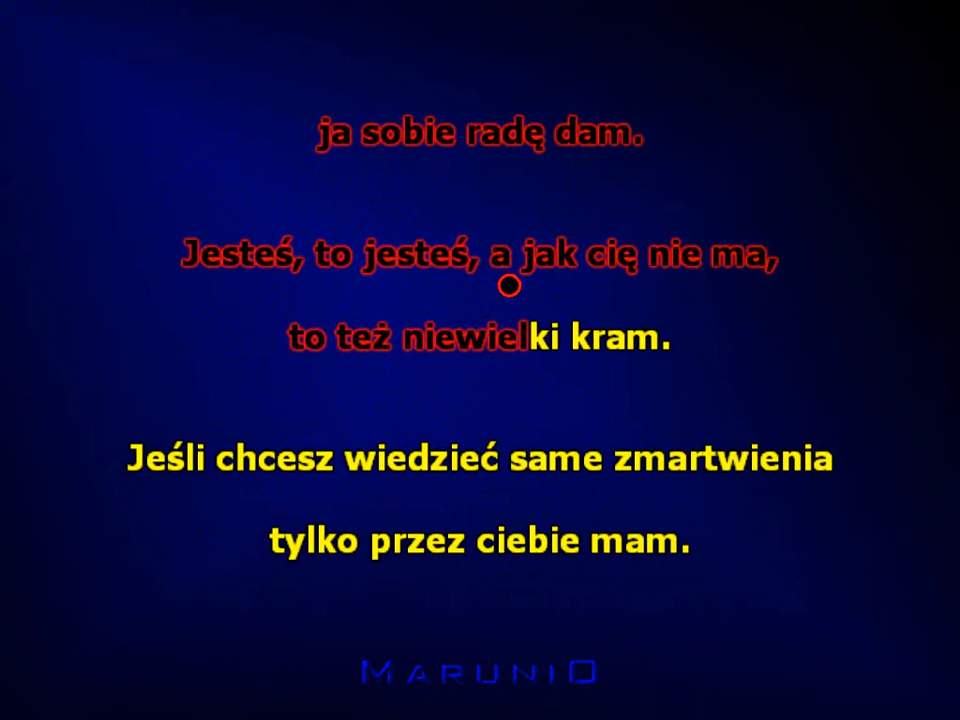 ja sobie radę dam.
Jesteś, to jesteś, a jak cię nie ma,
to też niewielki kram.
Jeśli chcesz wiedzieć same zmartwienia
tylko przez ciebie mam.
MARUNIO